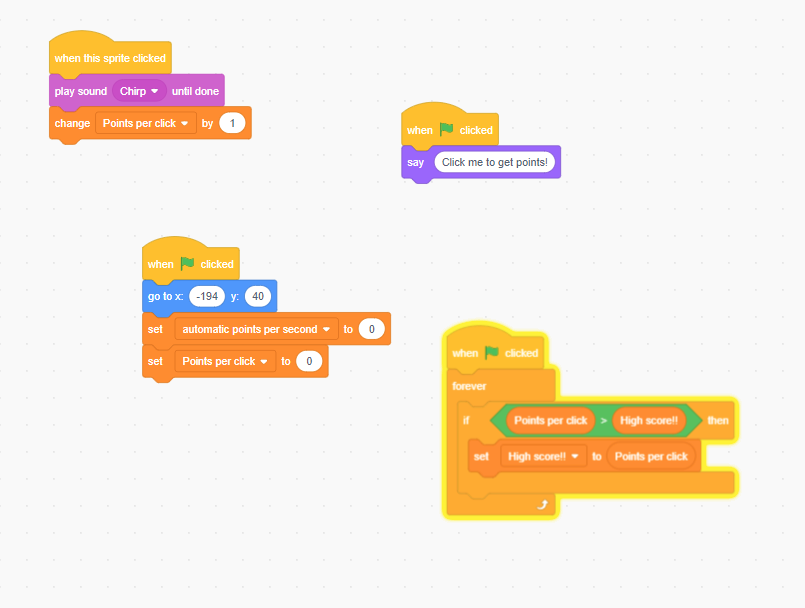 when this sprite clicked
play sound Chirp until done
change Points per click by 1
when clicked
say Click me to get points!
when clicked
go to x: -194 y: 40
set automatic points per second to 0
set Points per click to 0
when clicked
forever
if Points per click > High score!! then
set High score!! to Points per click